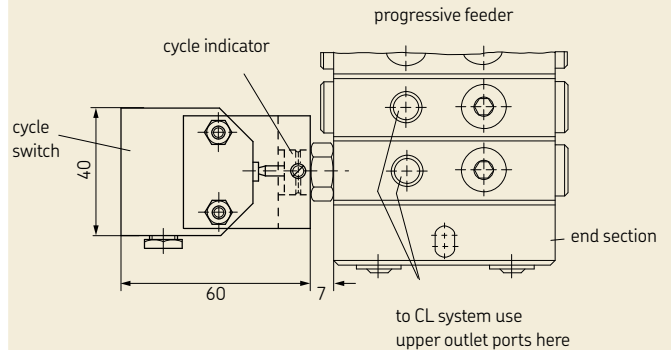 progressive feeder
cycle indicator
cycle
switch
40
end section
60
7
to CL system use
upper outlet ports here